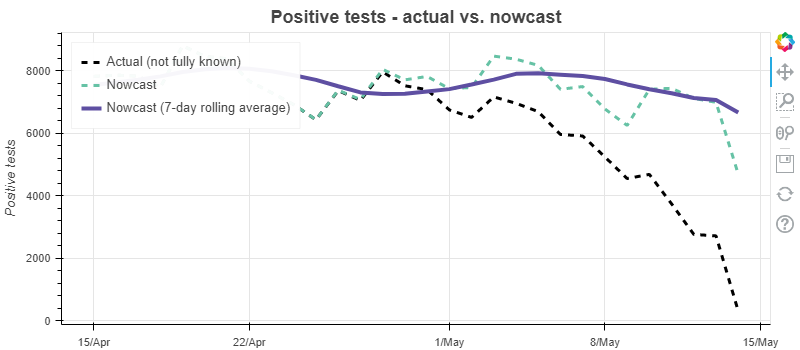 Positive tests - actual vs. nowcast
Actual (not fully known)
Nowcast
Nowcast (7-day rolling average)
Positive tests
8000
6000
4000
2000
0
15/Apr
22/Apr
1/May
8/May
15/May